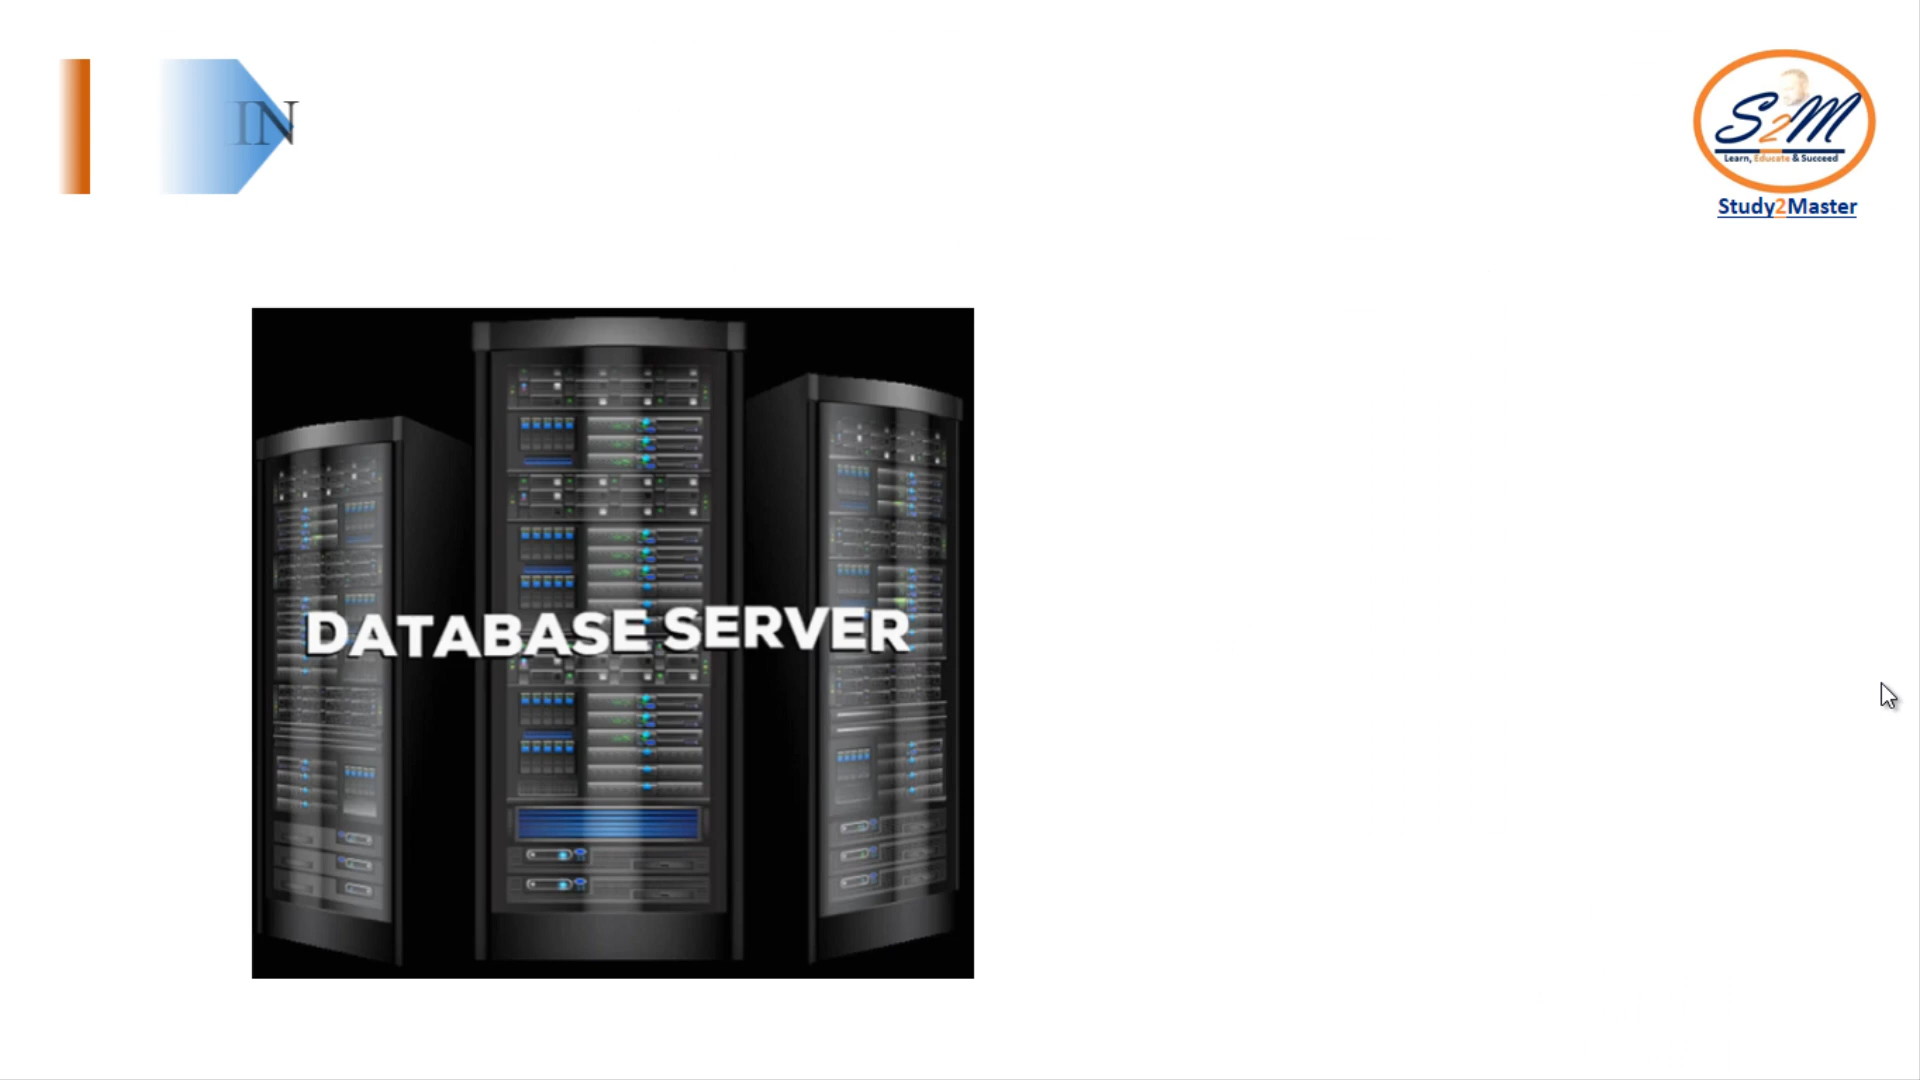 IN
S2M
Learn, Educate & Succeed
Study2Master
DATABASE SERVER